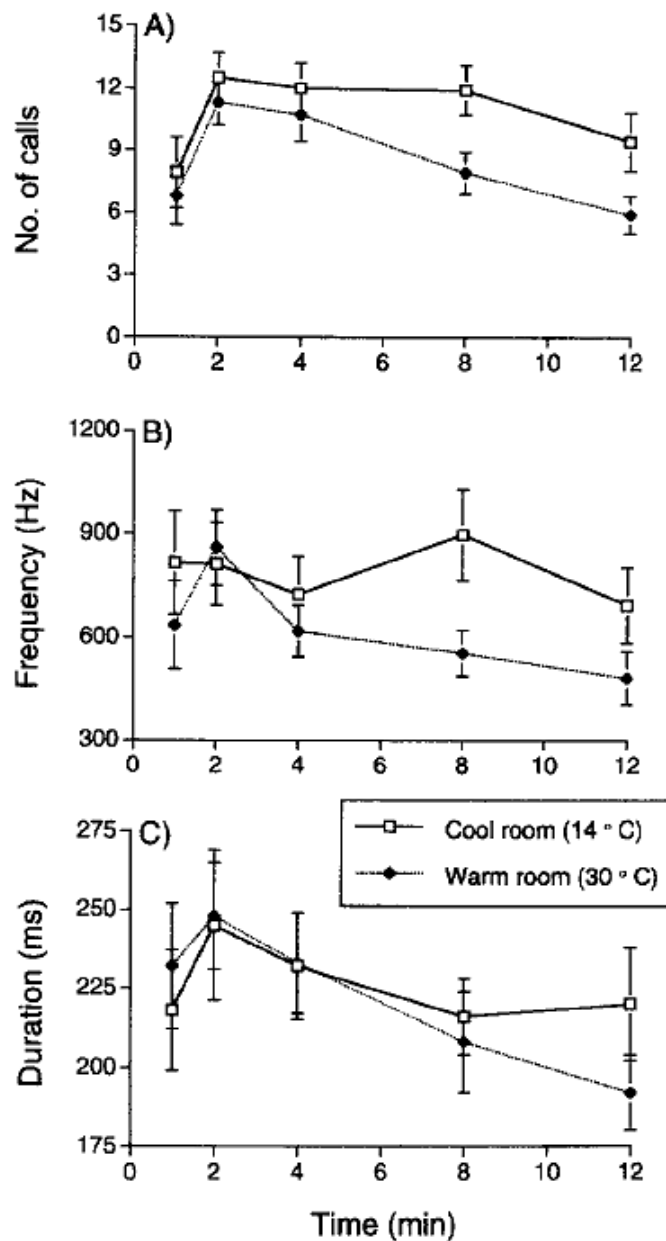 A)
No. of calls
15
12
9
6
3
0
0 2 4 6 8 10 12
B)
Frequency (Hz)
1200
900
600
300
0 2 4 6 8 10 12
Cool room (14 ° C)
Warm room (30 ° C)
C)
Duration (ms)
275
250
225
200
175
0 2 4 6 8 10 12
Time (min)